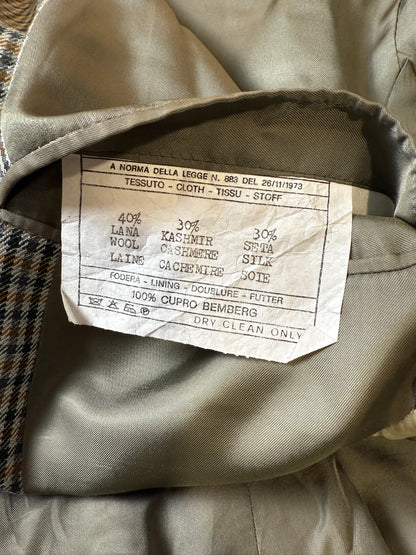 A NORMA DELLA LEGGE N. 883 DEL 26/11/1973
TESSUTO - CLOTH - TISSU - STOFF
40% 30% 30%
LANA KASHMIR SETA
WOOL CASHMERE SILK
LAINE CACHEMIRE SOIE
FODERA - LINING - DOUBLURE - FUTTER
100% CUPRO BEMBERG
DRY CLEAN ONLY